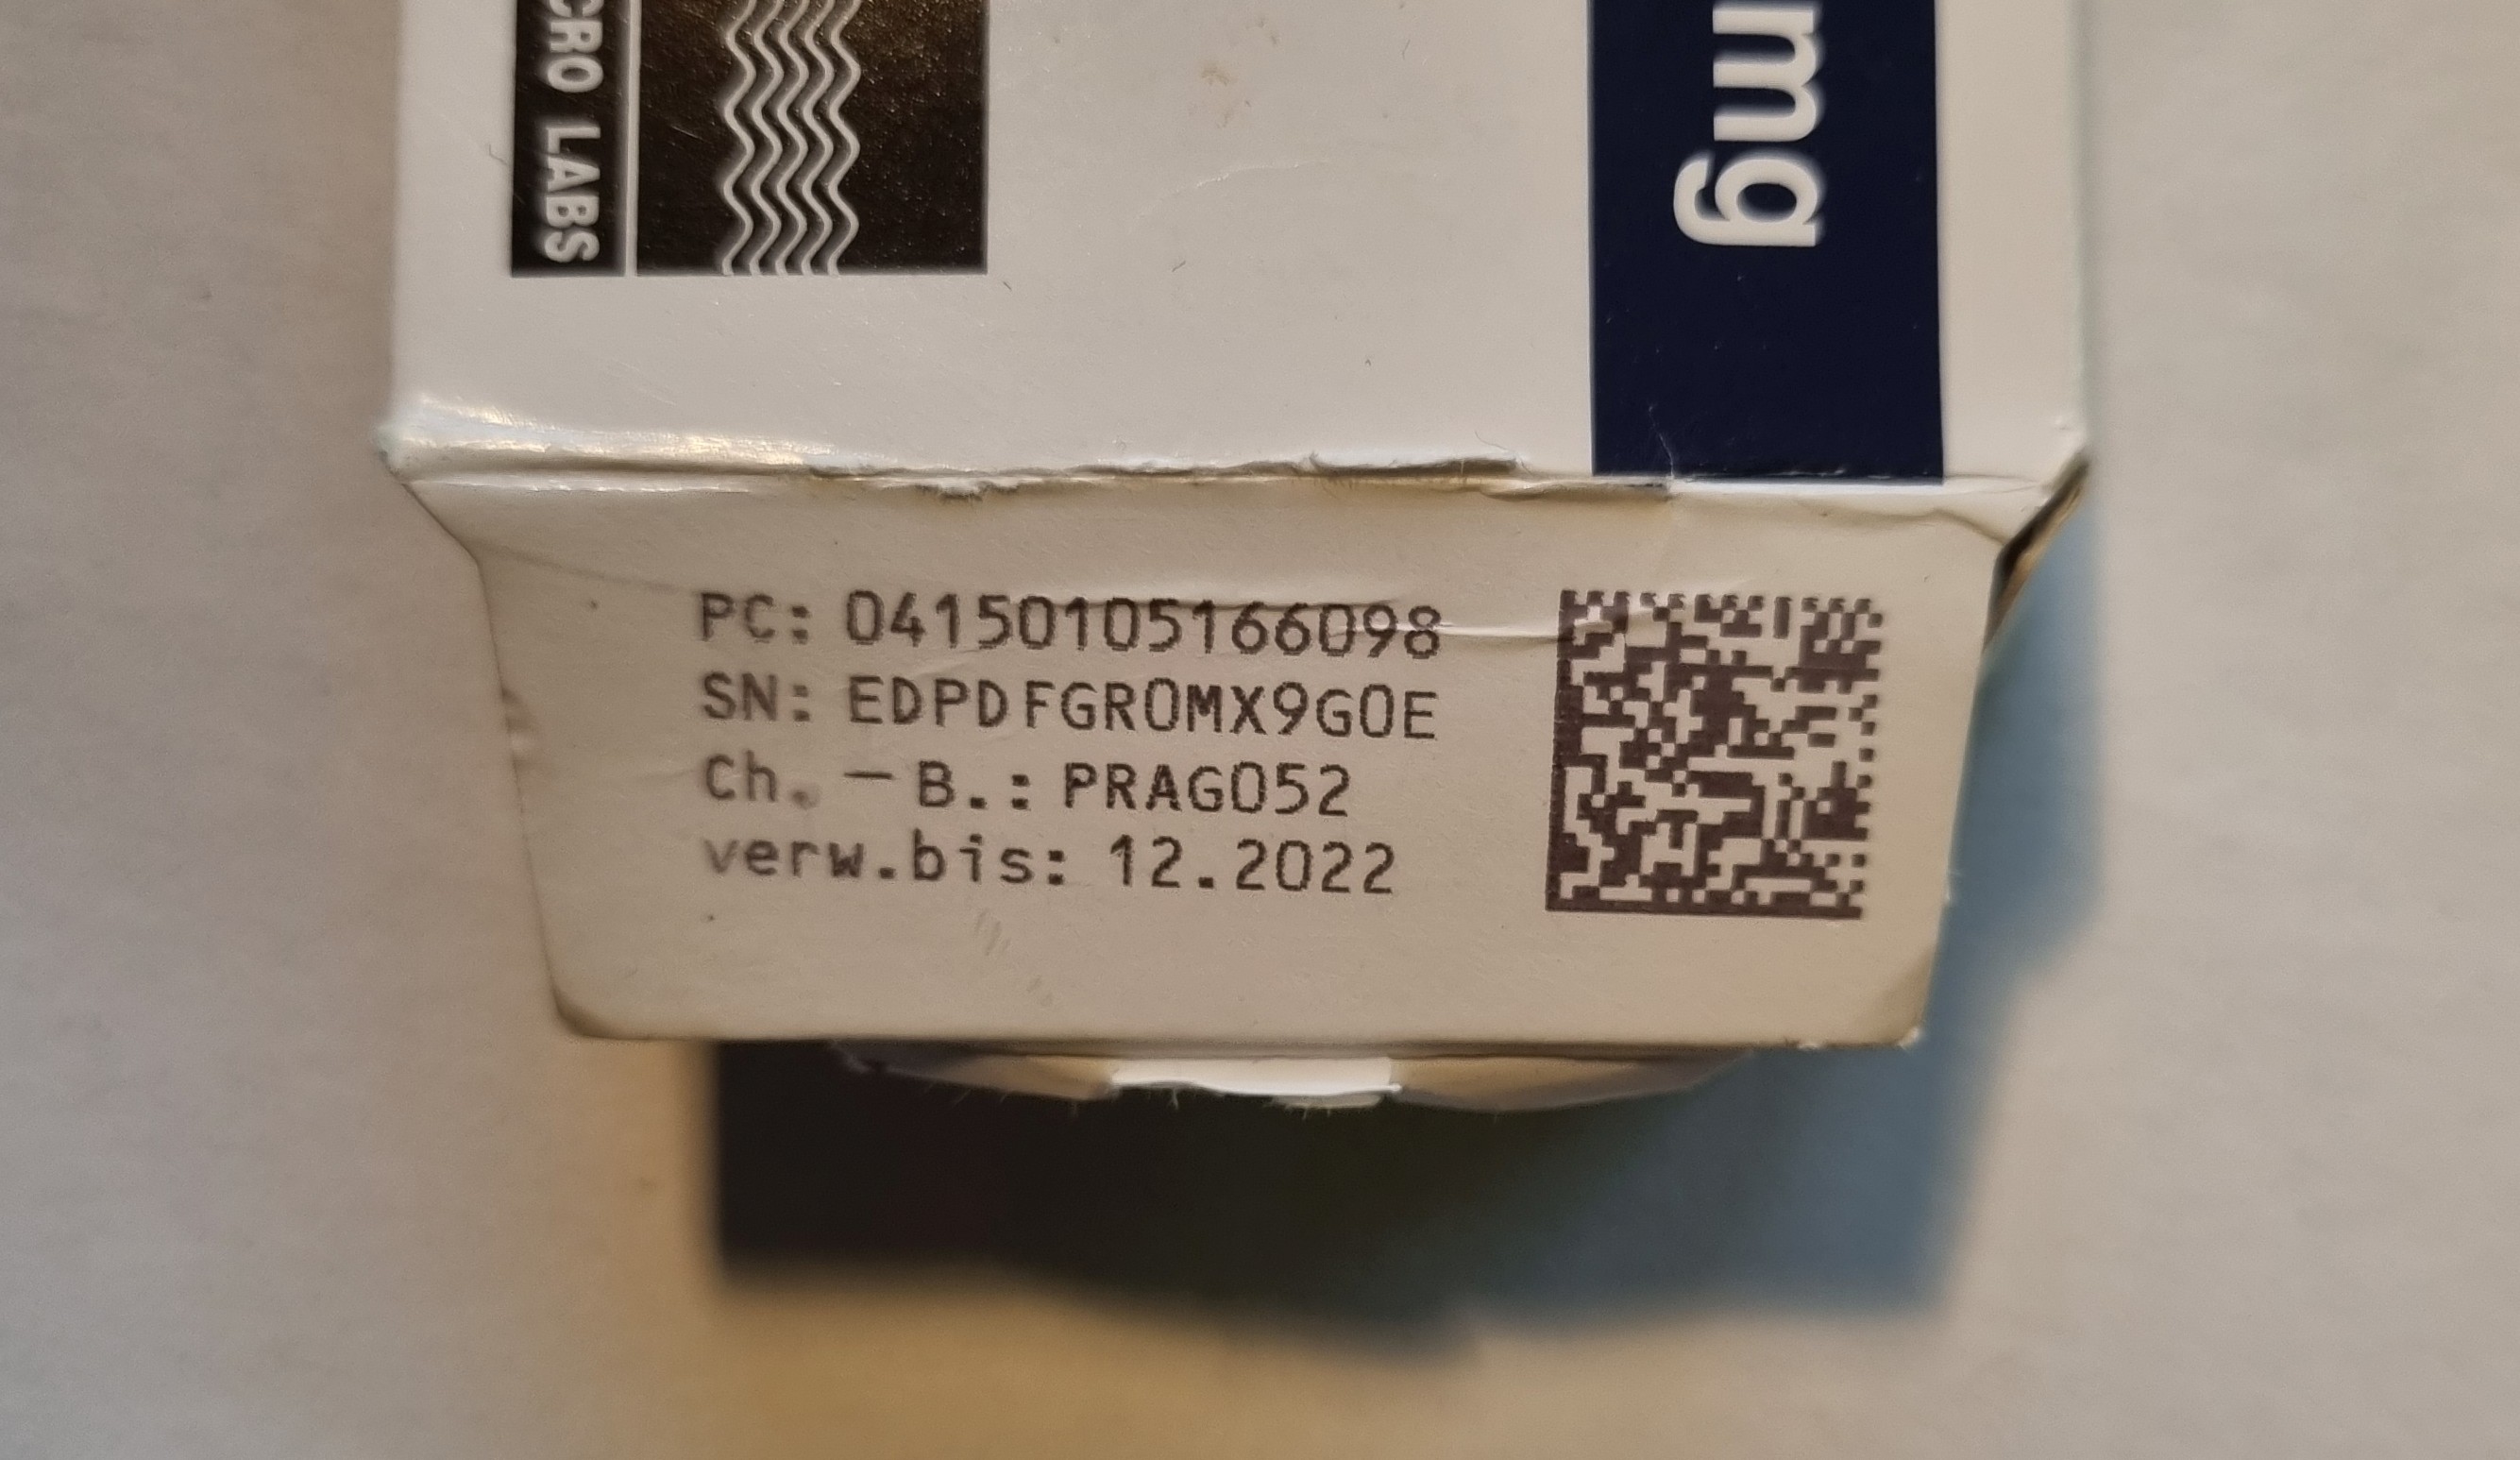 CRO LABS
mg
PC: 04150105166098
SN: EDPDFGR0MX9G0E
Ch. - B.: PRAG052
verw.bis: 12.2022